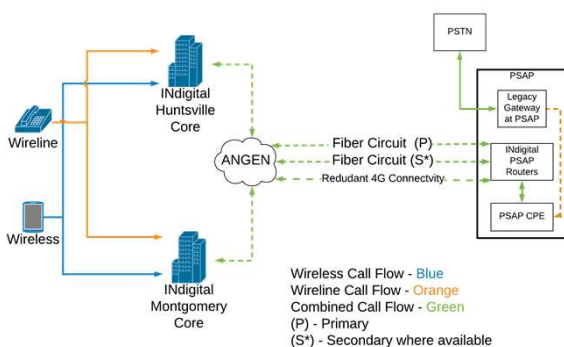 PSTN
PSAP
Legacy
Gateway
at PSAP
INdigital
Huntsville
Core
Wireline
ANGEN
Fiber Circuit (P)
Fiber Circuit (S*)
Redudant 4G Connectvity
INdigital
PSAP
Routers
PSAP CPE
Wireless
INdigital
Montgomery
Core
Wireless Call Flow - Blue
Wireline Call Flow - Orange
Combined Call Flow - Green
(P) - Primary
(S*) - Secondary where available